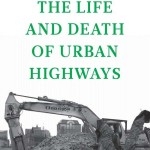 THE LIFE
AND DEATH
OF URBAN
HIGHWAYS